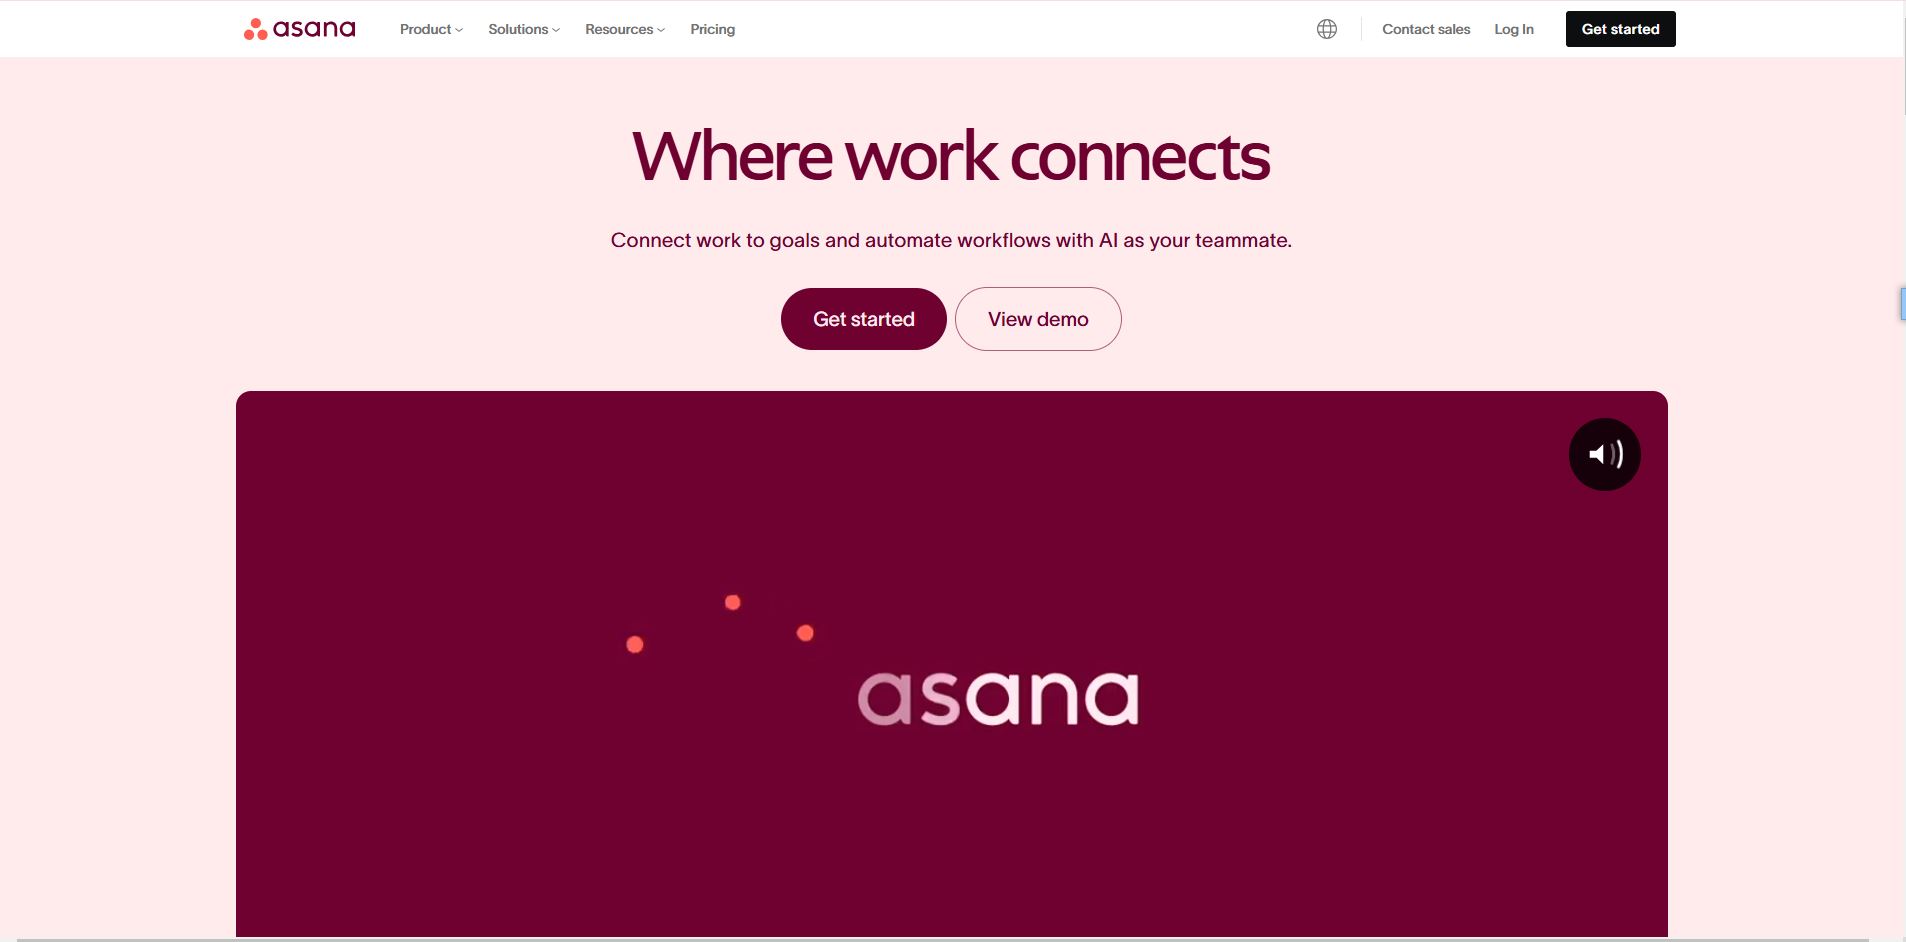 asana
Product
Solutions
Resources
Pricing
Contact sales
Log In
Get started
Where work connects
Connect work to goals and automate workflows with AI as your teammate.
Get started
View demo
asana